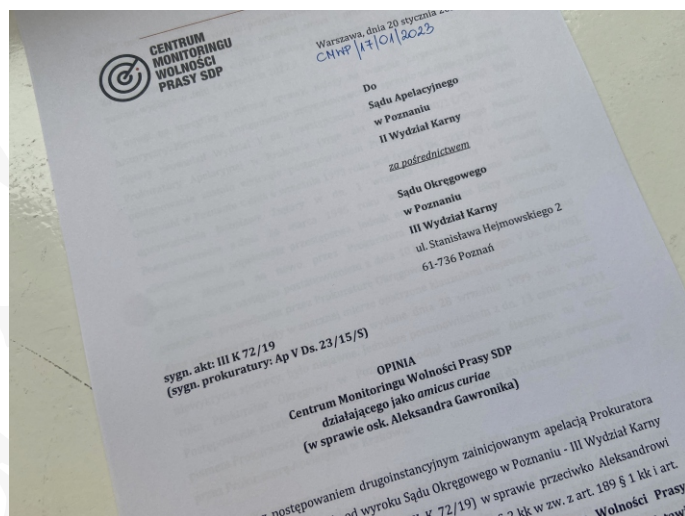 CENTRUM
MONITORINGU
WOLNOŚCI
PRASY SDP
Warszawa, dnia 20 stycznia
CMWP/17/01/2023
Do
Sądu Apelacyjnego
w Poznaniu
II Wydział Karny
za pośrednictwem
Sądu Okręgowego
w Poznaniu
III Wydział Karny
ul. Stanisława Hejmowskiego 2
61-736 Poznań
sygn. akt: III K 72/19
(sygn. prokuratury: Ap V Ds. 23/15/S)
OPINIA
Centrum Monitoringu Wolności Prasy SDP
działającego jako amicus curiae
(w sprawie osk. Aleksandra Gawronika)
postępowaniem drugoinstancyjnym zainicjowanym apelacją Prokuratora
od wyroku Sądu Okręgowego w Poznaniu - III Wydział Karny
K 72/19) w sprawie przeciwko Aleksandrowi
2 kk w zw. z art. 189 § 1 kk i art.
Wolności Prasy